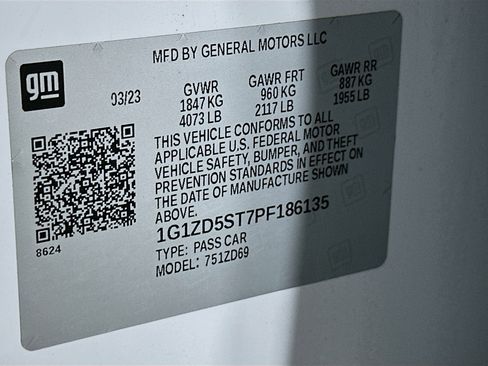 MFD BY GENERAL MOTORS LLC
gm
03/23 GVWR GAWR FRT GAWR RR
1847 KG 960 KG 887 KG
4073 LB 2117 LB 1955 LB
THIS VEHICLE CONFORMS TO ALL
APPLICABLE U.S. FEDERAL MOTOR
VEHICLE SAFETY, BUMPER, AND THEFT
PREVENTION STANDARDS IN EFFECT ON
THE DATE OF MANUFACTURE SHOWN
ABOVE.
8624
1G1ZD5ST7PF186135
TYPE: PASS CAR
MODEL: 751ZD69